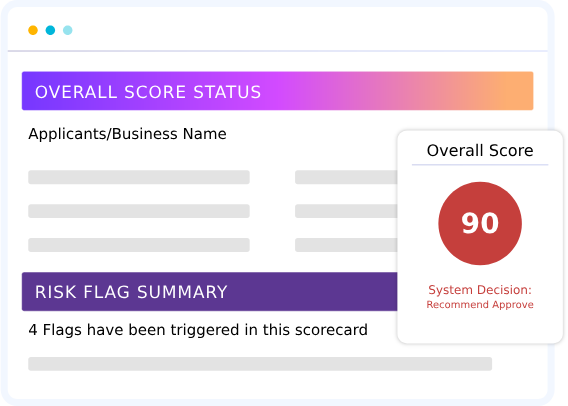 OVERALL SCORE STATUS
Applicants/Business Name
Overall Score
90
System Decision:
Recommend Approve
RISK FLAG SUMMARY
4 Flags have been triggered in this scorecard